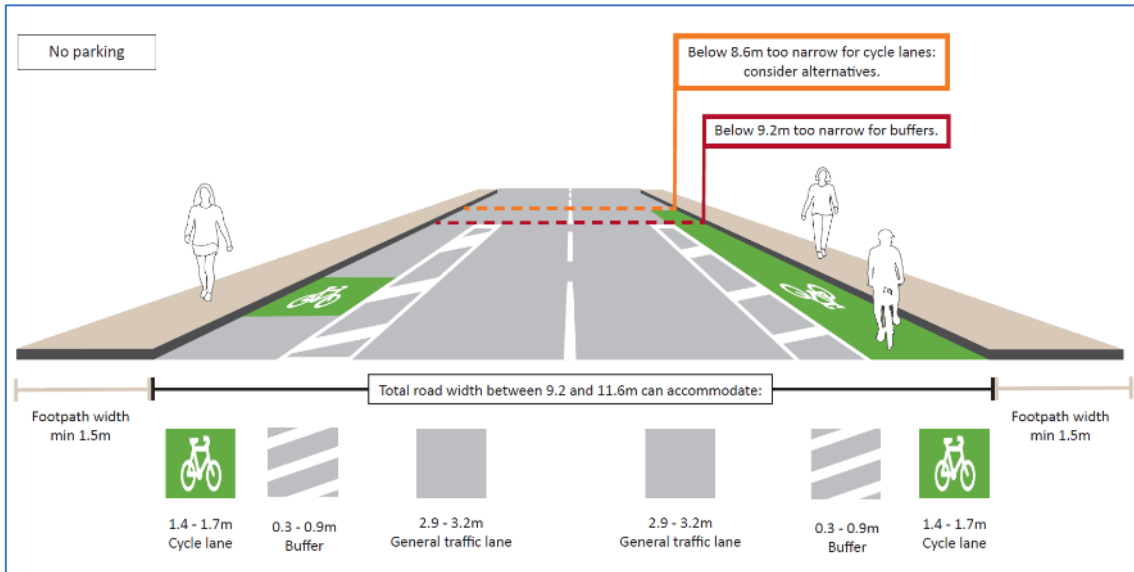 No parking
Below 8.6m too narrow for cycle lanes:
consider alternatives.
Below 9.2m too narrow for buffers.
Total road width between 9.2 and 11.6m can accommodate:
Footpath width
min 1.5m
Footpath width
min 1.5m
1.4 - 1.7m
Cycle lane
0.3 - 0.9m
Buffer
2.9 - 3.2m
General traffic lane
2.9 - 3.2m
General traffic lane
0.3 - 0.9m
Buffer
1.4 - 1.7m
Cycle lane